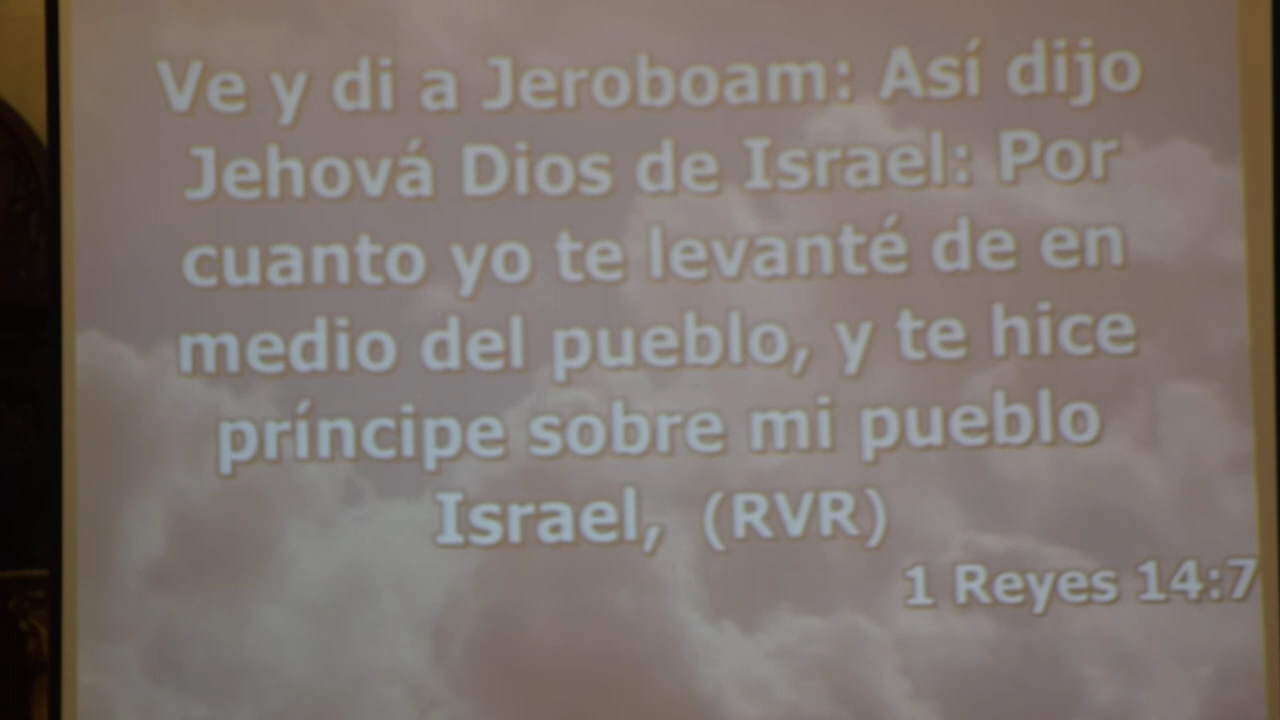 Ve y di a Jeroboam: Así dijo
Jehová Dios de Israel: Por
cuanto yo te levanté de en
medio del pueblo, y te hice
príncipe sobre mi pueblo
Israel, (RVR)
1 Reyes 14:7